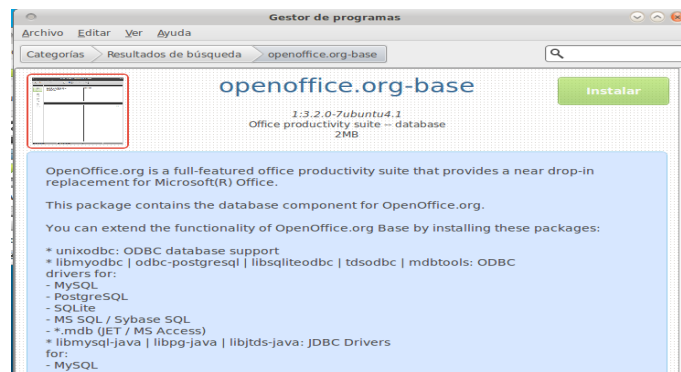 Gestor de programas
Archivo Editar Ver Ayuda
Categorías Resultados de búsqueda openoffice.org-base
openoffice.org-base
Instalar
1:3.2.0-7ubuntu4.1
Office productivity suite -- database
2MB
OpenOffice.org is a full-featured office productivity suite that provides a near drop-in
replacement for Microsoft(R) Office.
This package contains the database component for OpenOffice.org.
You can extend the functionality of OpenOffice.org Base by installing these packages:
* unixodbc: ODBC database support
* libmyodbc | odbc-postgresql | libsqliteodbc | tdsodbc | mdbtools: ODBC
drivers for:
- MySQL
- PostgreSQL
- SQLite
- MS SQL / Sybase SQL
- *.mdb (JET / MS Access)
* libmysql-java | libpg-java | libjtds-java: JDBC Drivers
for:
- MySQL